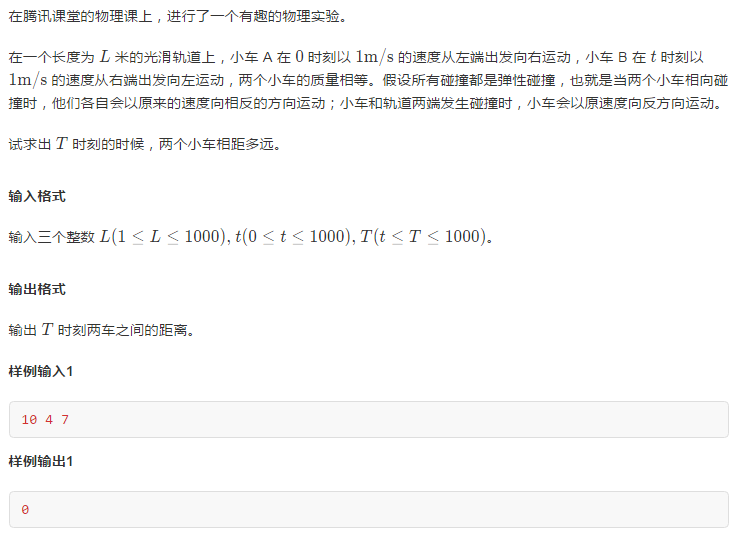 在腾讯课堂的物理课上，进行了一个有趣的物理实验。
在一个长度为 L 米的光滑轨道上，小车 A 在 0 时刻以 1m/s 的速度从左端出发向右运动，小车 B 在 t 时刻以
1m/s 的速度从右端出发向左运动，两个小车的质量相等。假设所有碰撞都是弹性碰撞，也就是当两个小车相向碰
撞时，他们各自会以原来的速度向相反的方向运动；小车和轨道两端发生碰撞时，小车会以原速度向反方向运动。
试求出 T 时刻的时候，两个小车相距多远。
输入格式
输入三个整数 L(1 ≤ L ≤ 1000), t(0 ≤ t ≤ 1000), T(t ≤ T ≤ 1000)。
输出格式
输出 T 时刻两车之间的距离。
样例输入1
10 4 7
样例输出1
0